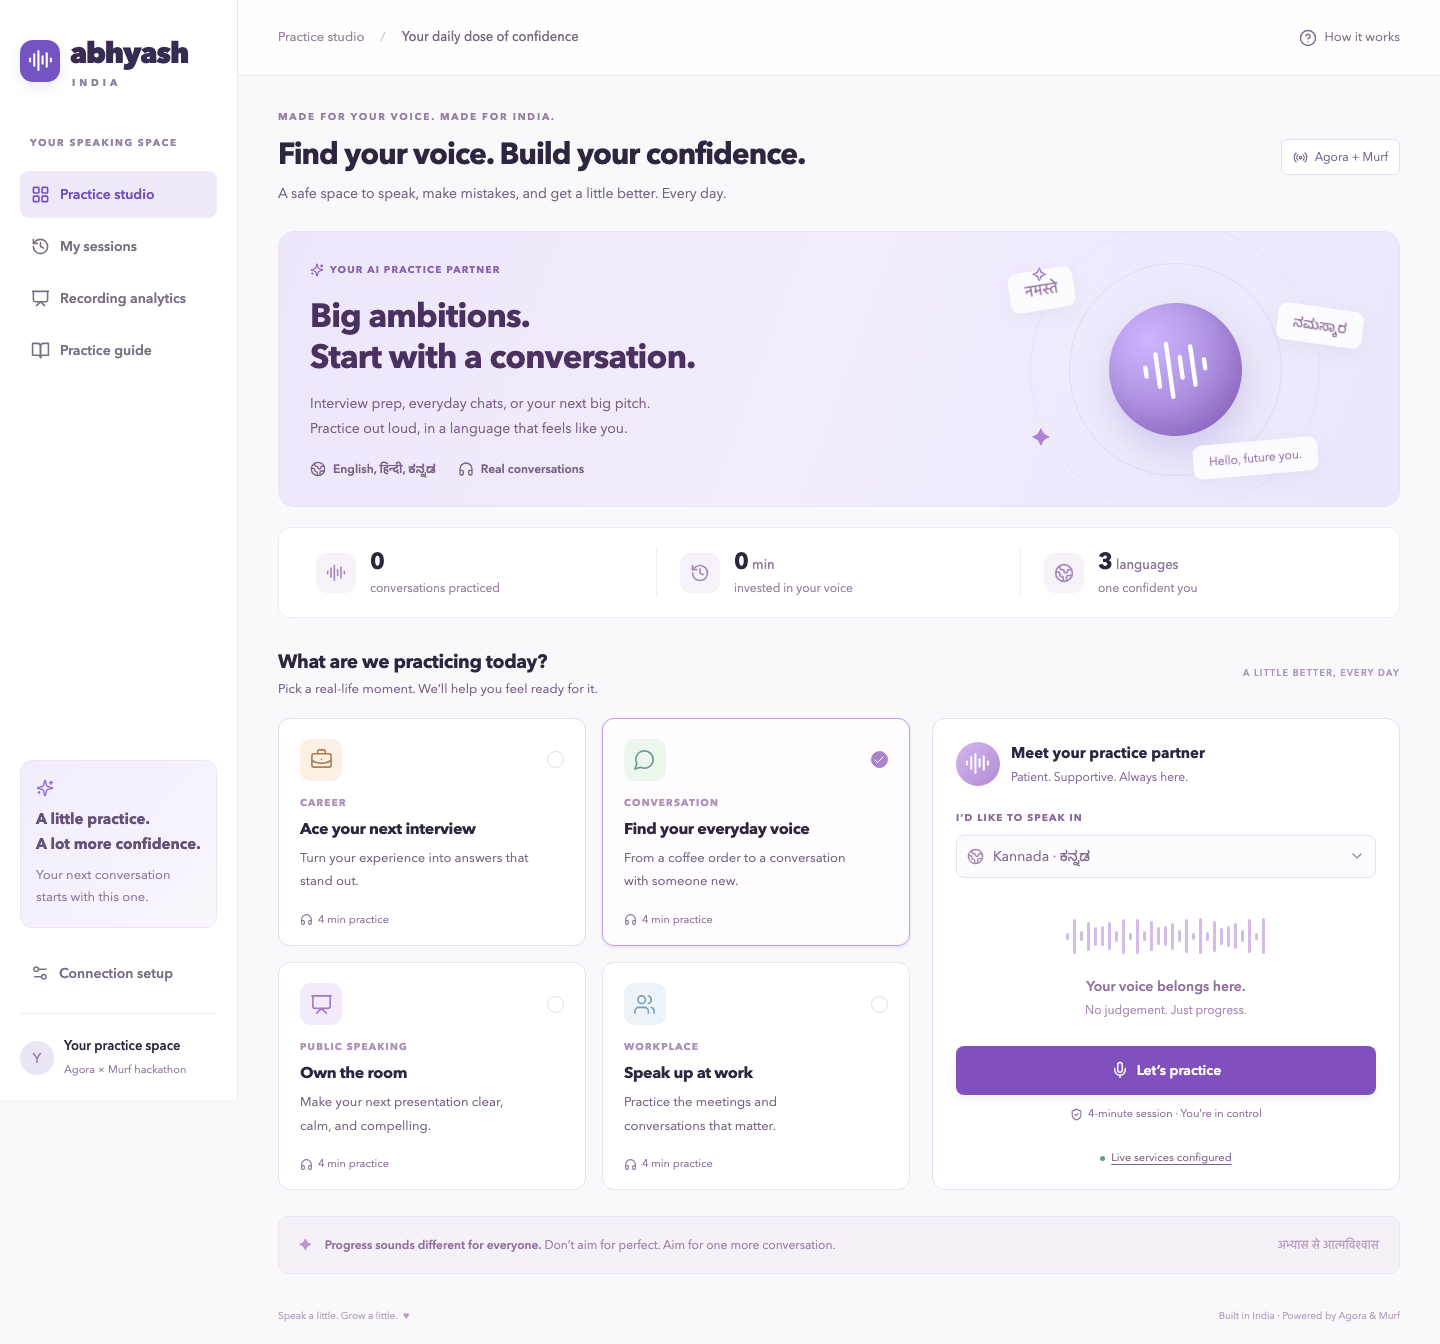 abhyash
INDIA
YOUR SPEAKING SPACE
Practice studio
My sessions
Recording analytics
Practice guide
A little practice.
A lot more confidence.
Your next conversation
starts with this one.
Connection setup
Y
Your practice space
Agora × Murf hackathon
Practice studio / Your daily dose of confidence
How it works
MADE FOR YOUR VOICE. MADE FOR INDIA.
Find your voice. Build your confidence.
A safe space to speak, make mistakes, and get a little better. Every day.
Agora + Murf
YOUR AI PRACTICE PARTNER
Big ambitions.
Start with a conversation.
Interview prep, everyday chats, or your next big pitch.
Practice out loud, in a language that feels like you.
English, हिन्दी, ಕನ್ನಡ
Real conversations
नमस्ते
ನಮಸ್ಕಾರ
Hello, future you.
0
conversations practiced
0 min
invested in your voice
3 languages
one confident you
What are we practicing today?
Pick a real-life moment. We’ll help you feel ready for it.
A LITTLE BETTER, EVERY DAY
CAREER
Ace your next interview
Turn your experience into answers that
stand out.
4 min practice
CONVERSATION
Find your everyday voice
From a coffee order to a conversation
with someone new.
4 min practice
PUBLIC SPEAKING
Own the room
Make your next presentation clear,
calm, and compelling.
4 min practice
WORKPLACE
Speak up at work
Practice the meetings and
conversations that matter.
4 min practice
Meet your practice partner
Patient. Supportive. Always here.
I’D LIKE TO SPEAK IN
Kannada · ಕನ್ನಡ
Your voice belongs here.
No judgement. Just progress.
Let’s practice
4-minute session · You’re in control
Live services configured
Progress sounds different for everyone. Don’t aim for perfect. Aim for one more conversation.
अभ्यास से आत्मविश्वास
Speak a little. Grow a little. ♥
Built in India · Powered by Agora & Murf